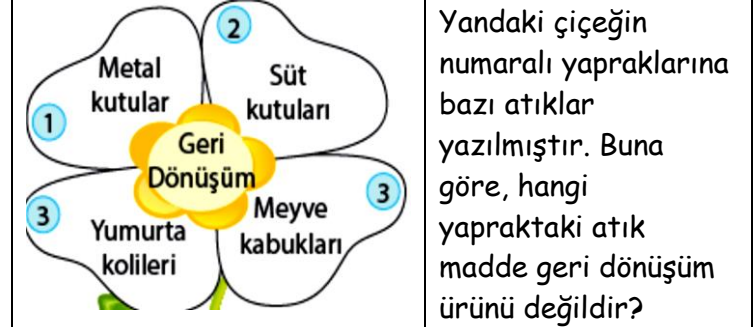 2
Metal
kutular
Süt
kutuları
1
Geri
Dönüşüm
3
Yumurta
kolileri
Meyve
kabukları
3
Yandaki çiçeğin
numaralı yapraklarına
bazı atıklar
yazılmıştır. Buna
göre, hangi
yapraktaki atık
madde geri dönüşüm
ürünü değildir?